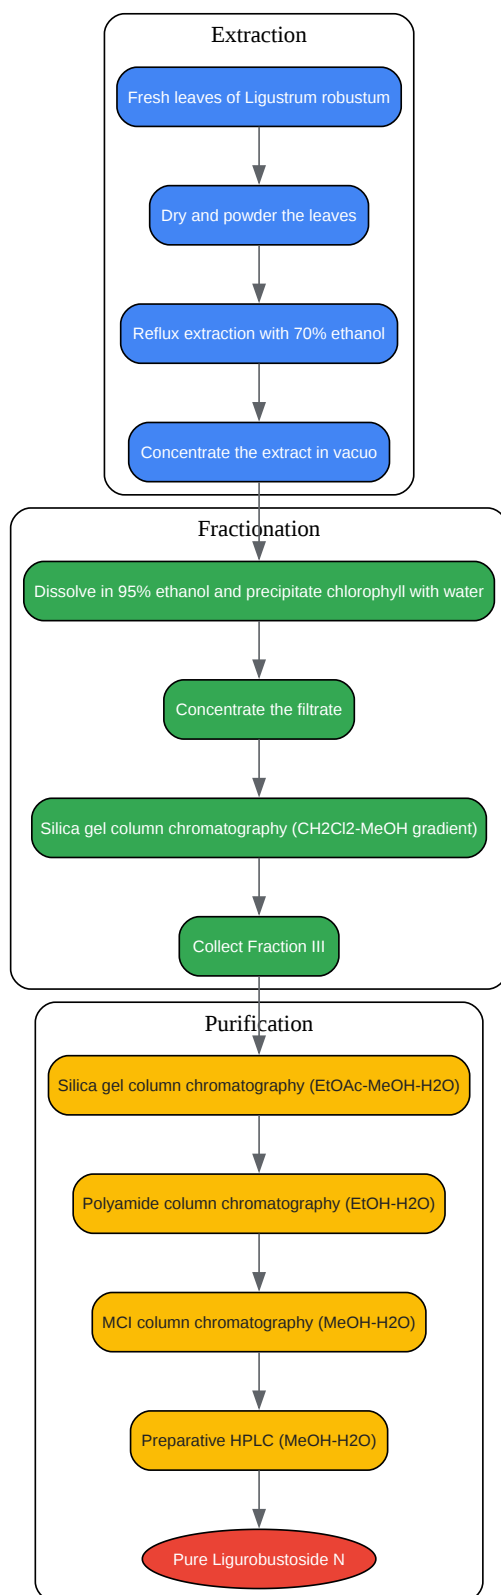 Extraction
Fresh leaves of Ligustrum robustum
Dry and powder the leaves
Reflux extraction with 70% ethanol
Concentrate the extract in vacuo
Fractionation
Dissolve in 95% ethanol and precipitate chlorophyll with water
Concentrate the filtrate
Silica gel column chromatography (CH2Cl2-MeOH gradient)
Collect Fraction III
Purification
Silica gel column chromatography (EtOAc-MeOH-H2O)
Polyamide column chromatography (EtOH-H2O)
MCI column chromatography (MeOH-H2O)
Preparative HPLC (MeOH-H2O)
Pure Ligurobustoside N